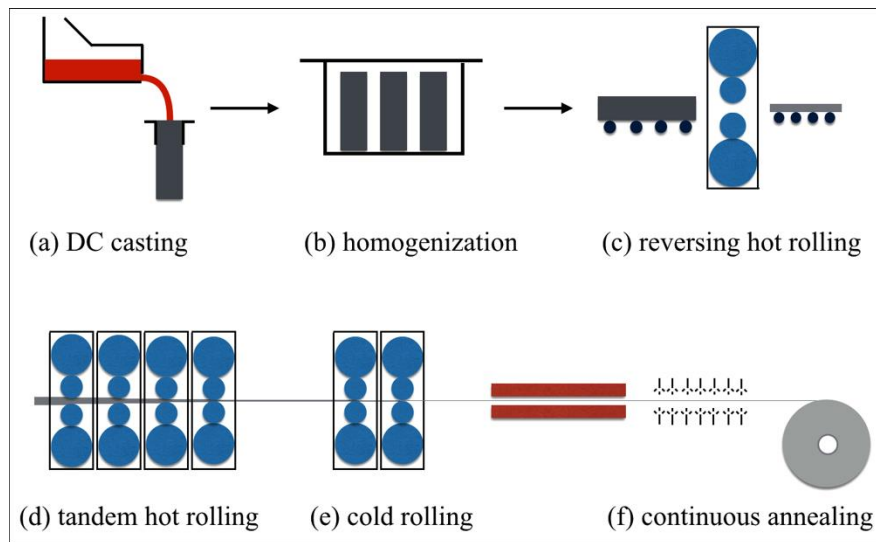 (a) DC casting
(b) homogenization
(c) reversing hot rolling
(d) tandem hot rolling
(e) cold rolling
(f) continuous annealing